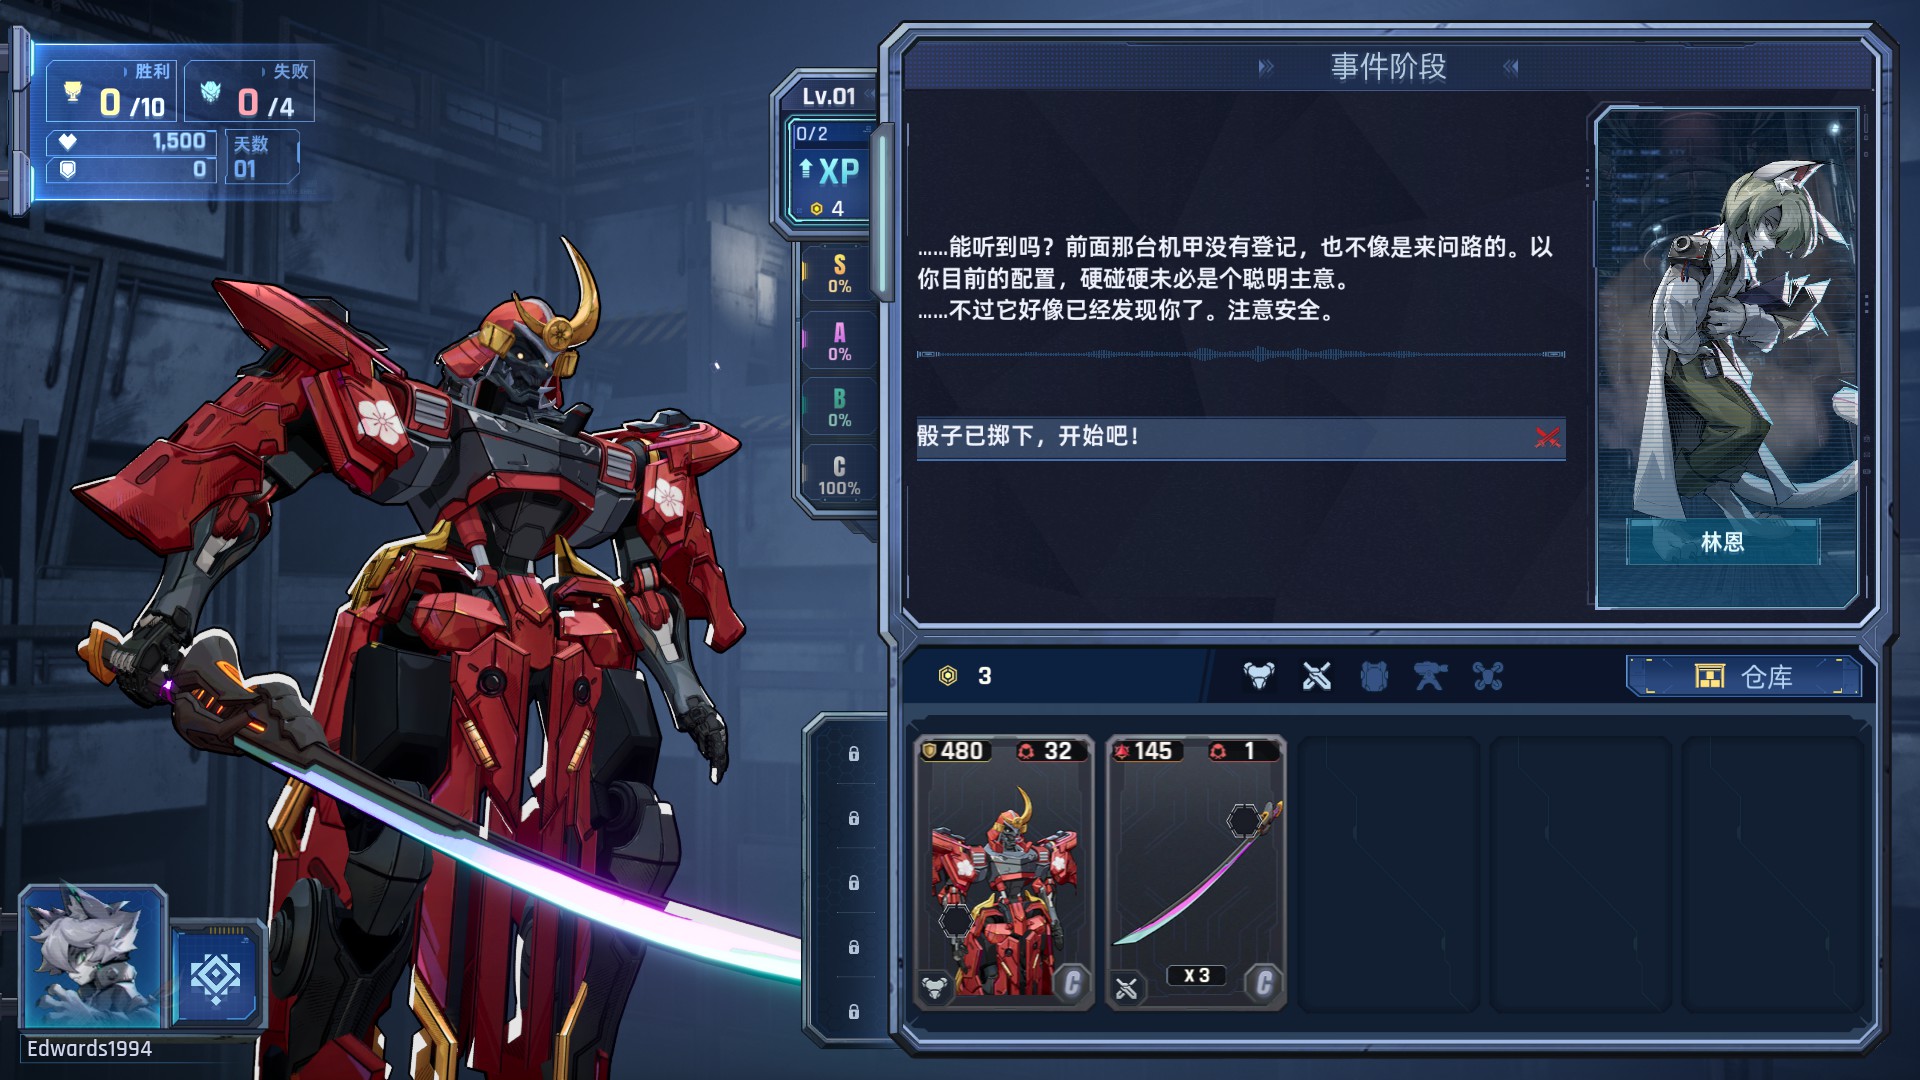 胜利
0/10
失败
0/4
1,500
0
天数
01
Lv.01
0/2
XP
4
S
0%
A
0%
B
0%
C
100%
事件阶段
……能听到吗？前面那台机甲没有登记，也不像是来问路的。以
你目前的配置，硬碰硬未必是个聪明主意。
……不过它好像已经发现你了。注意安全。
骰子已掷下，开始吧！
林恩
3
仓库
480
32
C
145
1
X3
C
Edwards1994